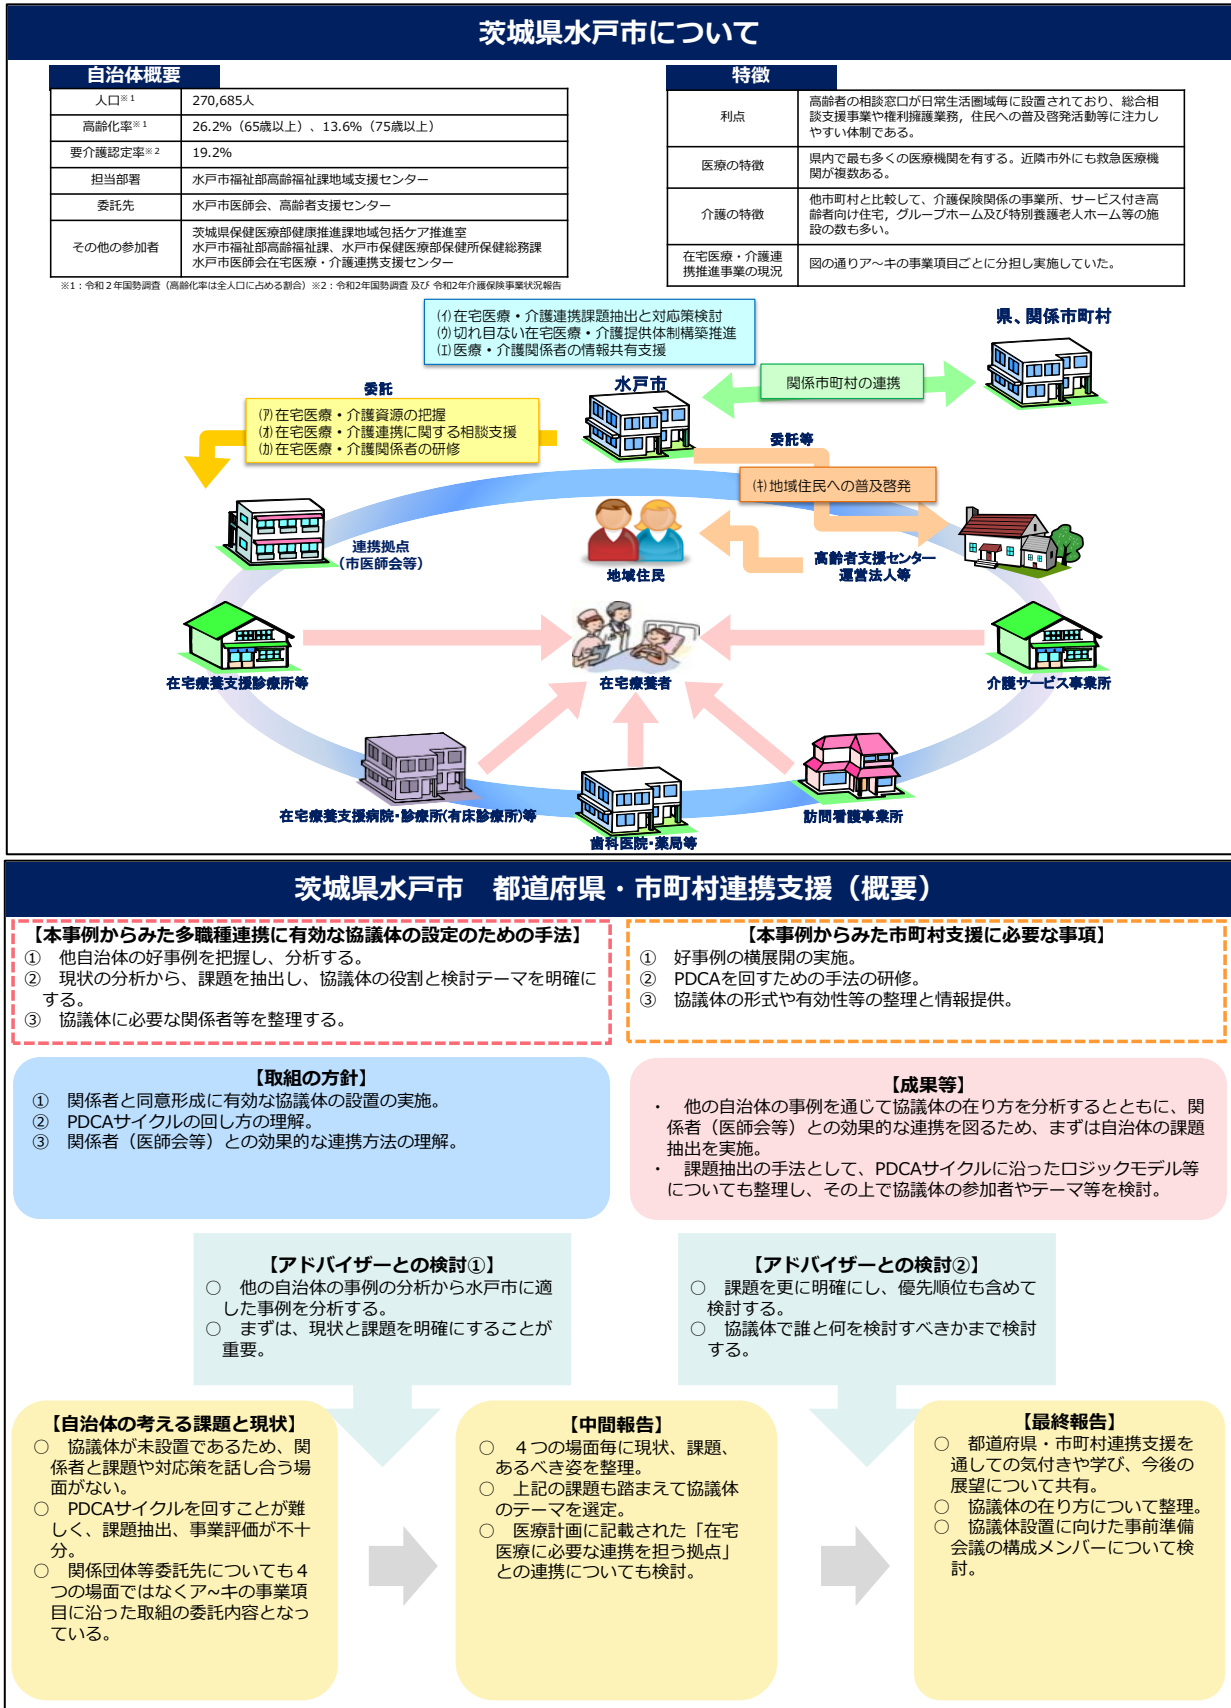 茨城県水戸市について
自治体概要
人口※1
270,685人
高齢化率※1
26.2%（65歳以上）、13.6%（75歳以上）
要介護認定率※2
19.2%
担当部署
水戸市福祉部高齢福祉課地域支援センター
委託先
水戸市医師会、高齢者支援センター
その他の参加者
茨城県保健医療部健康推進課地域包括ケア推進室
水戸市福祉部高齢福祉課、水戸市保健医療部保健所保健総務課
水戸市医師会在宅医療・介護連携支援センター
※1：令和２年国勢調査（高齢化率は全人口に占める割合）※2：令和2年国勢調査 及び 令和2年介護保険事業状況報告
特徴
利点
高齢者の相談窓口が日常生活圏域毎に設置されており、総合相
談支援事業や権利擁護業務，住民への普及啓発活動等に注力し
やすい体制である。
医療の特徴
県内で最も多くの医療機関を有する。近隣市外にも救急医療機
関が複数ある。
介護の特徴
他市町村と比較して、介護保険関係の事業所、サービス付き高
齢者向け住宅，グループホーム及び特別養護老人ホーム等の施
設の数も多い。
在宅医療・介護連
携推進事業の現況
図の通りア～キの事業項目ごとに分担し実施していた。
(ｲ)在宅医療・介護連携課題抽出と対応策検討
(ｳ)切れ目ない在宅医療・介護提供体制構築推進
(ｴ)医療・介護関係者の情報共有支援
県、関係市町村
水戸市
関係市町村の連携
委託
(ｱ)在宅医療・介護資源の把握
(ｵ)在宅医療・介護連携に関する相談支援
(ｶ)在宅医療・介護関係者の研修
委託等
(ｷ)地域住民への普及啓発
連携拠点
（市医師会等）
地域住民
高齢者支援センター
運営法人等
在宅療養支援診療所等
在宅療養者
介護サービス事業所
在宅療養支援病院・診療所(有床診療所)等
歯科医院・薬局等
訪問看護事業所
茨城県水戸市　都道府県・市町村連携支援（概要）
【本事例からみた多職種連携に有効な協議体の設定のための手法】
①　他自治体の好事例を把握し、分析する。
②　現状の分析から、課題を抽出し、協議体の役割と検討テーマを明確に
する。
③　協議体に必要な関係者等を整理する。
【本事例からみた市町村支援に必要な事項】
①　好事例の横展開の実施。
②　PDCAを回すための手法の研修。
③　協議体の形式や有効性等の整理と情報提供。
【取組の方針】
①　関係者と同意形成に有効な協議体の設置の実施。
②　PDCAサイクルの回し方の理解。
③　関係者（医師会等）との効果的な連携方法の理解。
【成果等】
・　他の自治体の事例を通じて協議体の在り方を分析するとともに、関
係者（医師会等）との効果的な連携を図るため、まずは自治体の課題
抽出を実施。
・　課題抽出の手法として、PDCAサイクルに沿ったロジックモデル等
についても整理し、その上で協議体の参加者やテーマ等を検討。
【アドバイザーとの検討①】
○　他の自治体の事例の分析から水戸市に適
した事例を分析する。
○　まずは、現状と課題を明確にすることが
重要。
【アドバイザーとの検討②】
○　課題を更に明確にし、優先順位も含めて
検討する。
○　協議体で誰と何を検討すべきかまで検討
する。
【自治体の考える課題と現状】
○　協議体が未設置であるため、関
係者と課題や対応策を話し合う場
面がない。
○　PDCAサイクルを回すことが難
しく、課題抽出、事業評価が不十
分。
○　関係団体等委託先についても４
つの場面ではなくア~キの事業項
目に沿った取組の委託内容となっ
ている。
【中間報告】
○　４つの場面毎に現状、課題、
あるべき姿を整理。
○　上記の課題も踏まえて協議体
のテーマを選定。
○　医療計画に記載された「在宅
医療に必要な連携を担う拠点」
との連携についても検討。
【最終報告】
○　都道府県・市町村連携支援を
通しての気付きや学び、今後の
展望について共有。
○　協議体の在り方について整理。
○　協議体設置に向けた事前準備
会議の構成メンバーについて検
討。